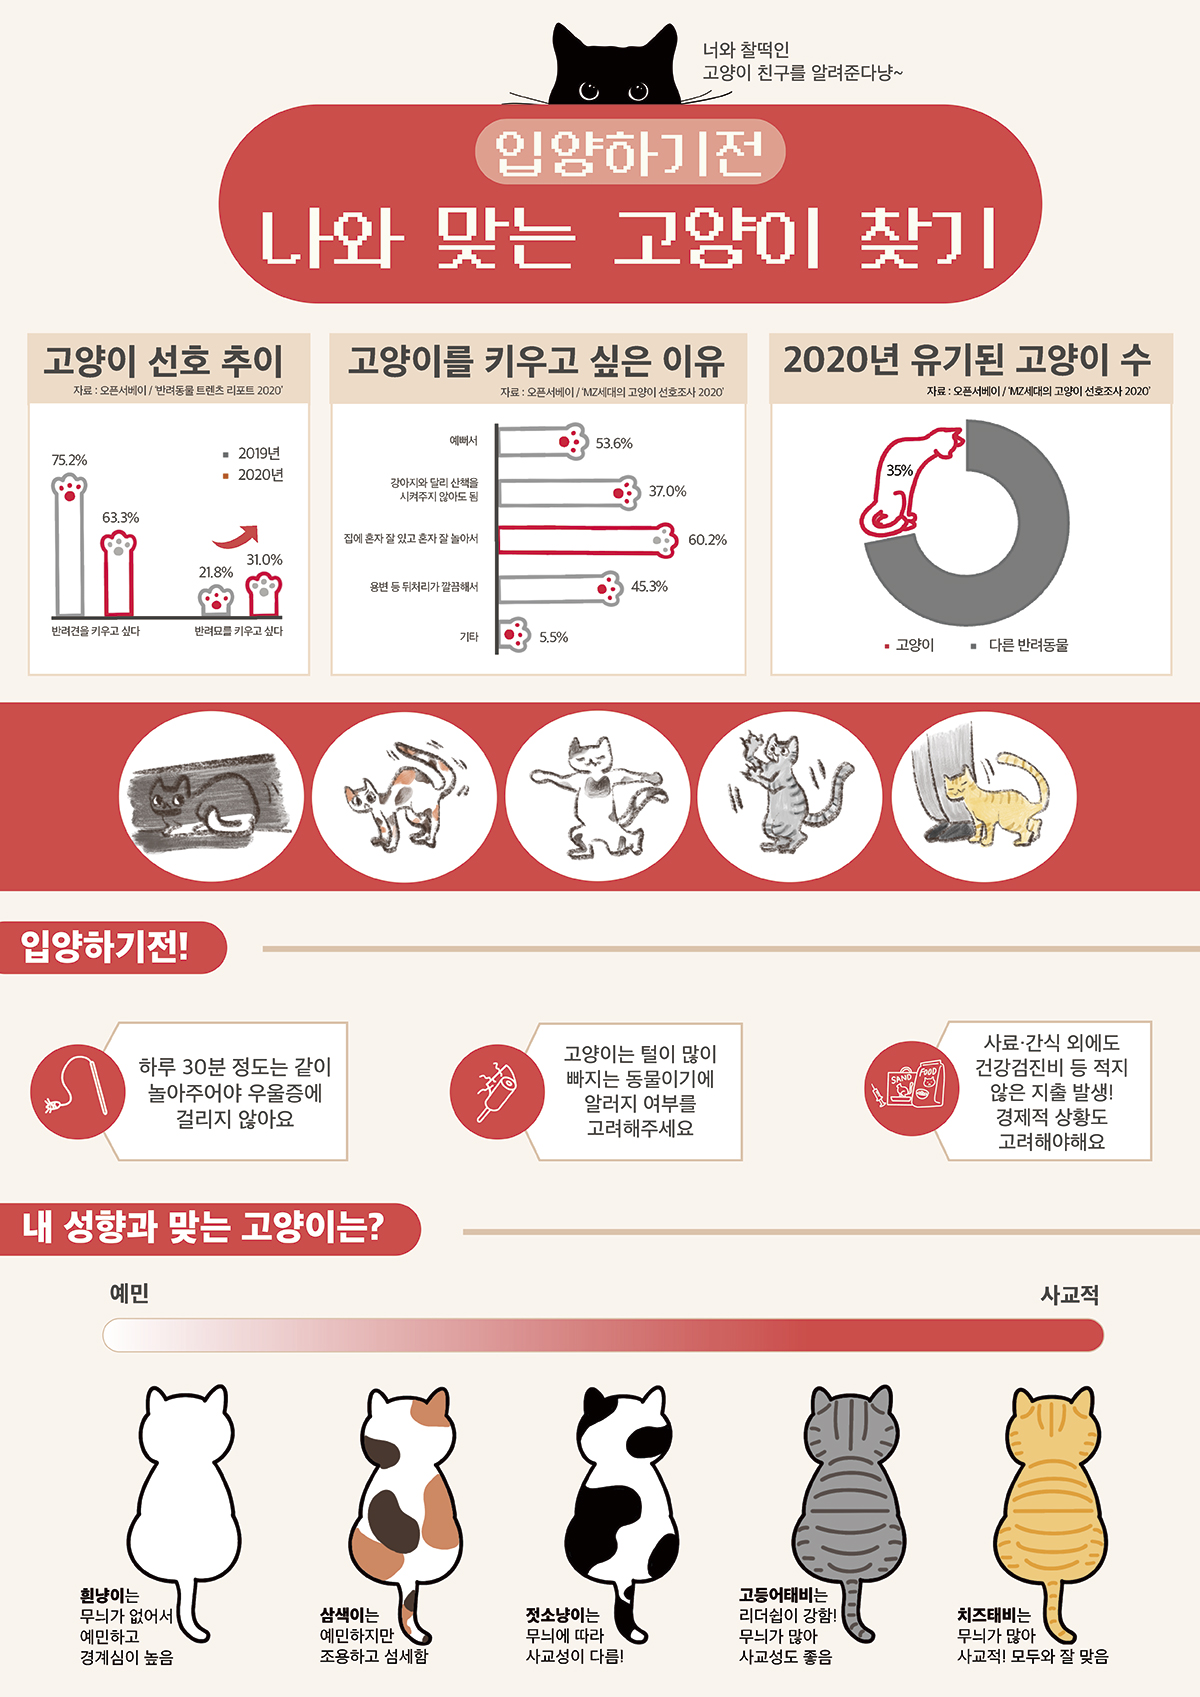 너와 찰떡인
고양이 친구를 알려준다냥~
입양하기전
나와 맞는 고양이 찾기
고양이 선호 추이
자료 : 오픈서베이 / '반려동물 트렌츠 리포트 2020'
75.2%
63.3%
21.8%
31.0%
2019년
2020년
반려견을 키우고 싶다
반려묘를 키우고 싶다
고양이를 키우고 싶은 이유
자료 : 오픈서베이 / 'MZ세대의 고양이 선호조사 2020'
예뻐서
53.6%
강아지와 달리 산책을
시켜주지 않아도 됨
37.0%
집에 혼자 잘 있고 혼자 잘 놀아서
60.2%
용변 등 뒤처리가 깔끔해서
45.3%
기타
5.5%
2020년 유기된 고양이 수
자료 : 오픈서베이 / 'MZ세대의 고양이 선호조사 2020'
35%
고양이
다른 반려동물
입양하기전!
하루 30분 정도는 같이
놀아주어야 우울증에
걸리지 않아요
고양이는 털이 많이
빠지는 동물이기에
알러지 여부를
고려해주세요
SAND
FOOD
사료·간식 외에도
건강검진비 등 적지
않은 지출 발생!
경제적 상황도
고려해야해요
내 성향과 맞는 고양이는?
예민
사교적
흰냥이는
무늬가 없어서
예민하고
경계심이 높음
삼색이는
예민하지만
조용하고 섬세함
젓소냥이는
무늬에 따라
사교성이 다름!
고등어태비는
리더쉽이 강함!
무늬가 많아
사교성도 좋음
치즈태비는
무늬가 많아
사교적! 모두와 잘 맞음